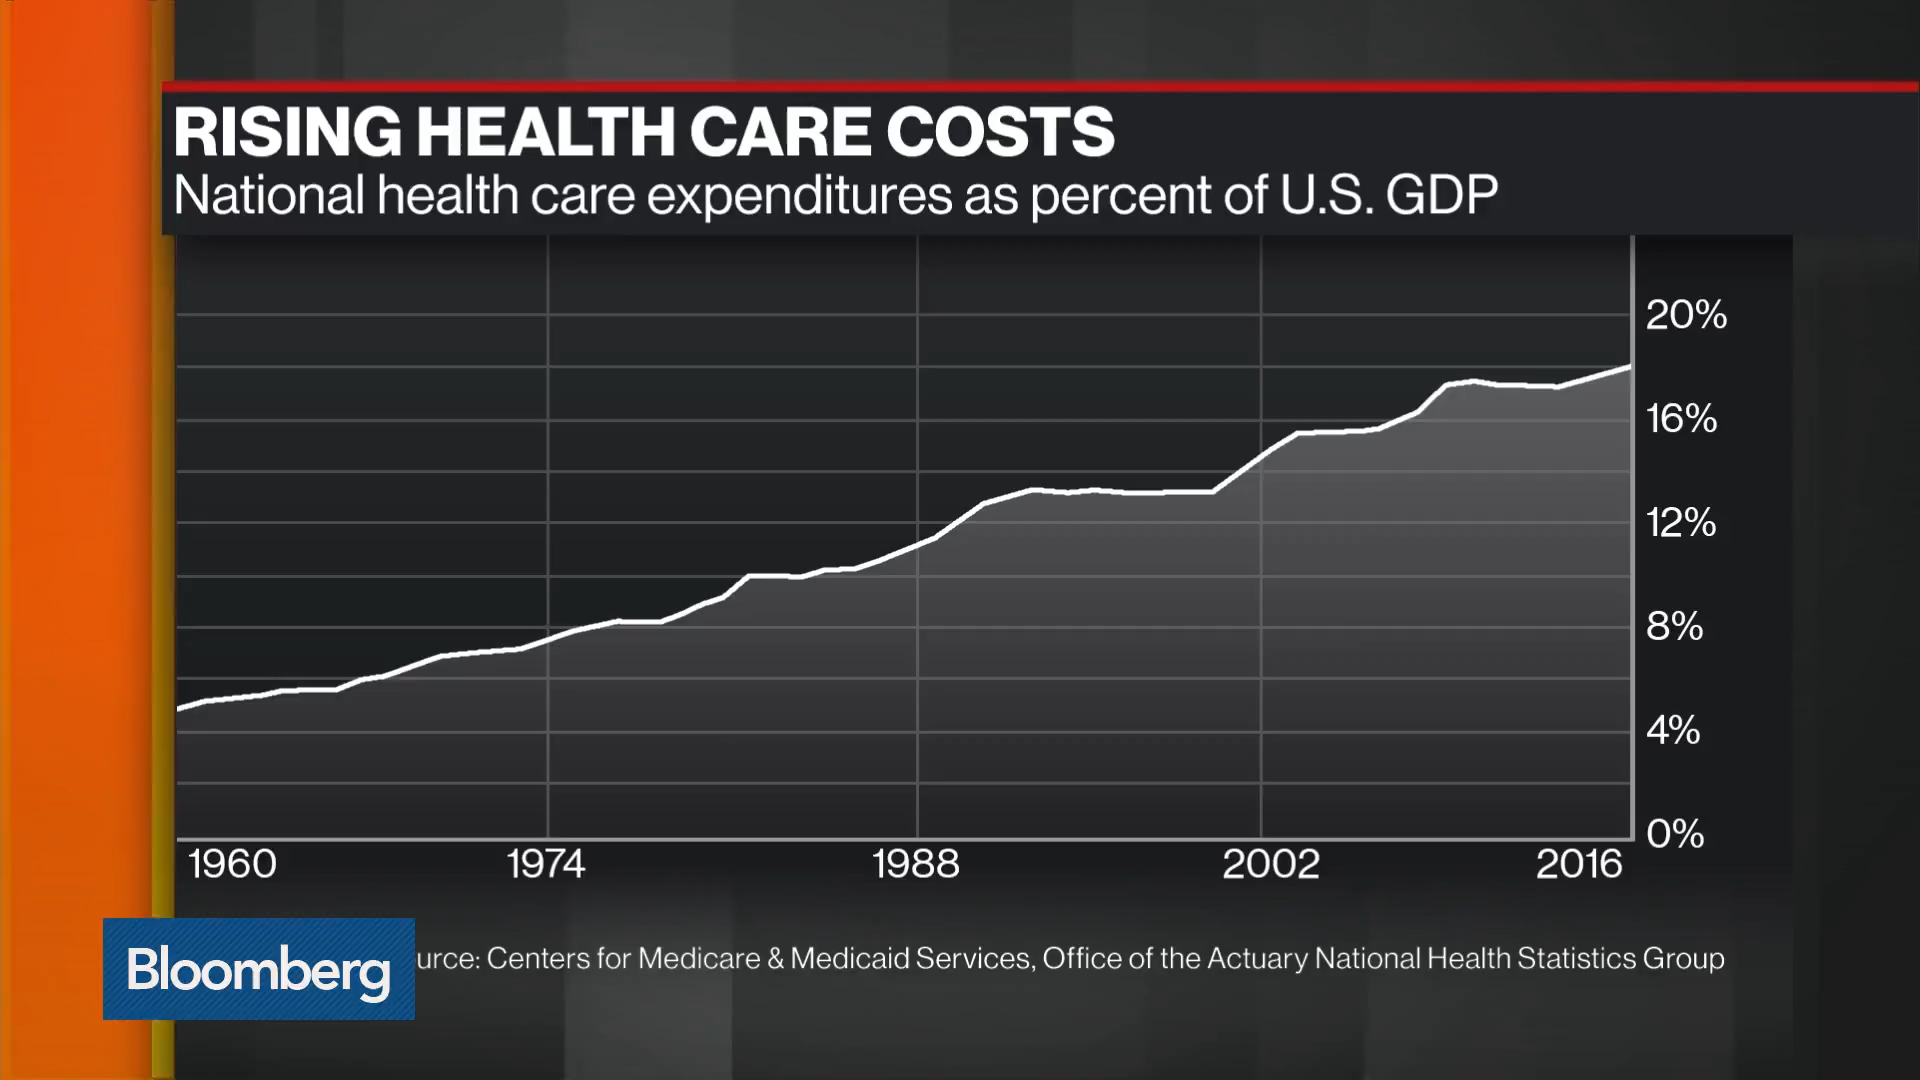 RISING HEALTH CARE COSTS
National health care expenditures as percent of U.S. GDP
20%
16%
12%
8%
4%
0%
1960 1974 1988 2002 2016
urce: Centers for Medicare & Medicaid Services, Office of the Actuary National Health Statistics Group
Bloomberg